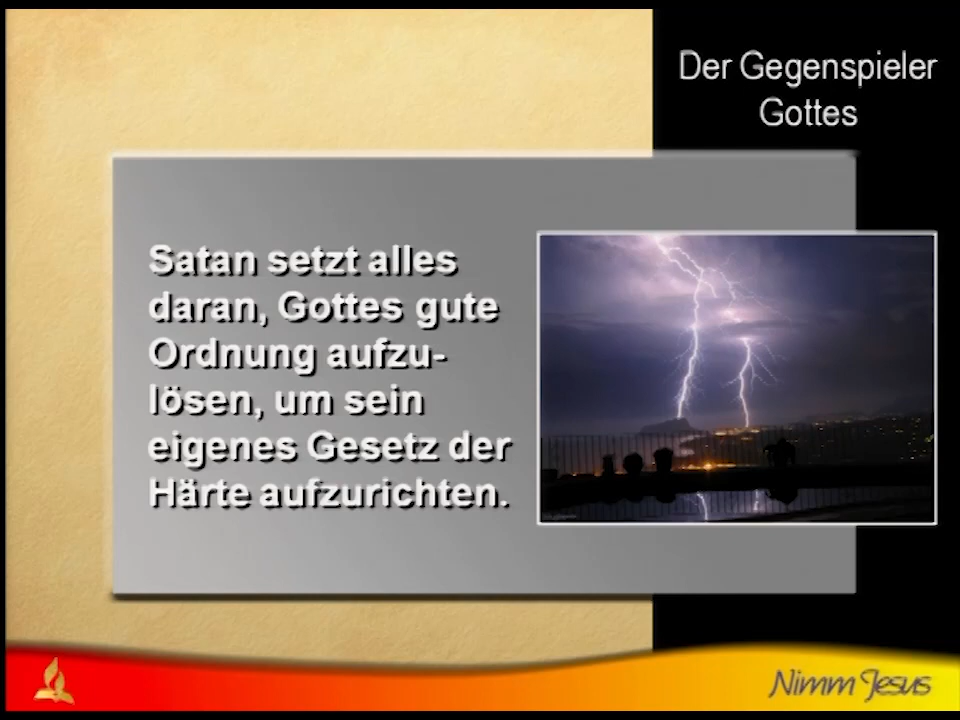 Der Gegenspieler
Gottes
Satan setzt alles
daran, Gottes gute
Ordnung aufzu-
lösen, um sein
eigenes Gesetz der
Härte aufzurichten.
Nimm Jesus